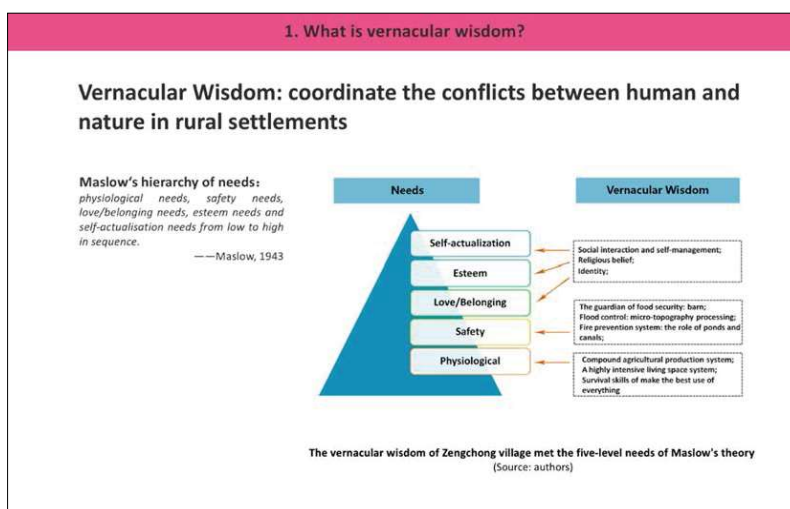 1. What is vernacular wisdom?
Vernacular Wisdom: coordinate the conflicts between human and
nature in rural settlements
Maslow's hierarchy of needs:
physiological needs, safety needs,
love/belonging needs, esteem needs and
self-actualisation needs from low to high
in sequence.
——Maslow, 1943
Needs
Self-actualization
Esteem
Love/Belonging
Safety
Physiological
Vernacular Wisdom
Social interaction and self-management;
Religious belief;
Identity;
The guardian of food security: barn;
Flood control: micro-topography processing;
Fire prevention system: the role of ponds and
canals;
Compound agricultural production system;
A highly intensive living space system;
Survival skills of make the best use of
everything
The vernacular wisdom of Zengchong village met the five-level needs of Maslow's theory
(Source: authors)